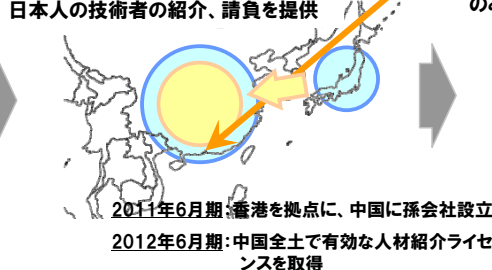 日本人の技術者の紹介、請負を提供
の
2011年6月期:香港を拠点に、中国に孫会社設立
2012年6月期:中国全土で有効な人材紹介ライセ
ンスを取得